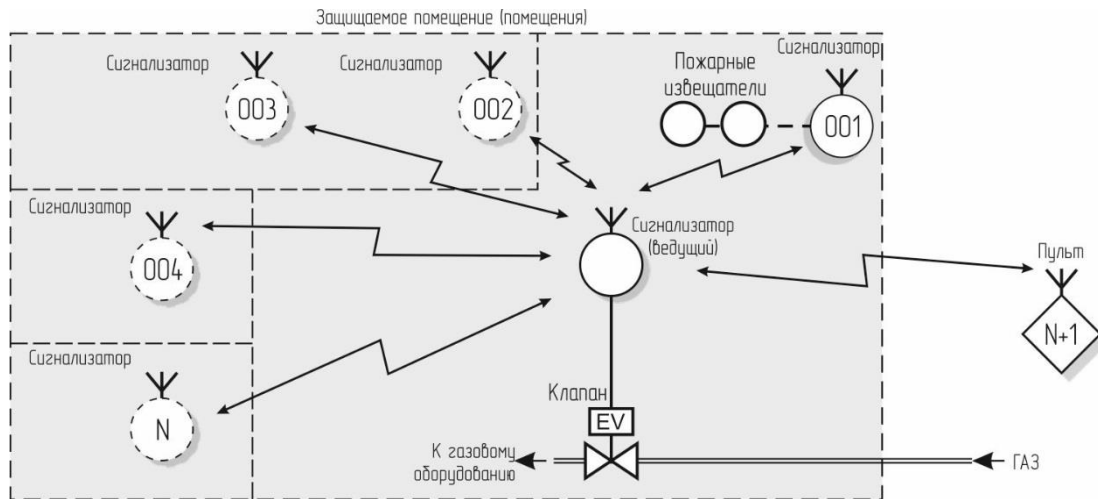 Защищаемое помещение (помещения)
Сигнализатор
003
Сигнализатор
002
Пожарные
извещатели
Сигнализатор
001
Сигнализатор
004
Сигнализатор
(ведущий)
Пульт
N+1
Сигнализатор
N
Клапан
EV
К газовому
оборудованию
ГАЗ